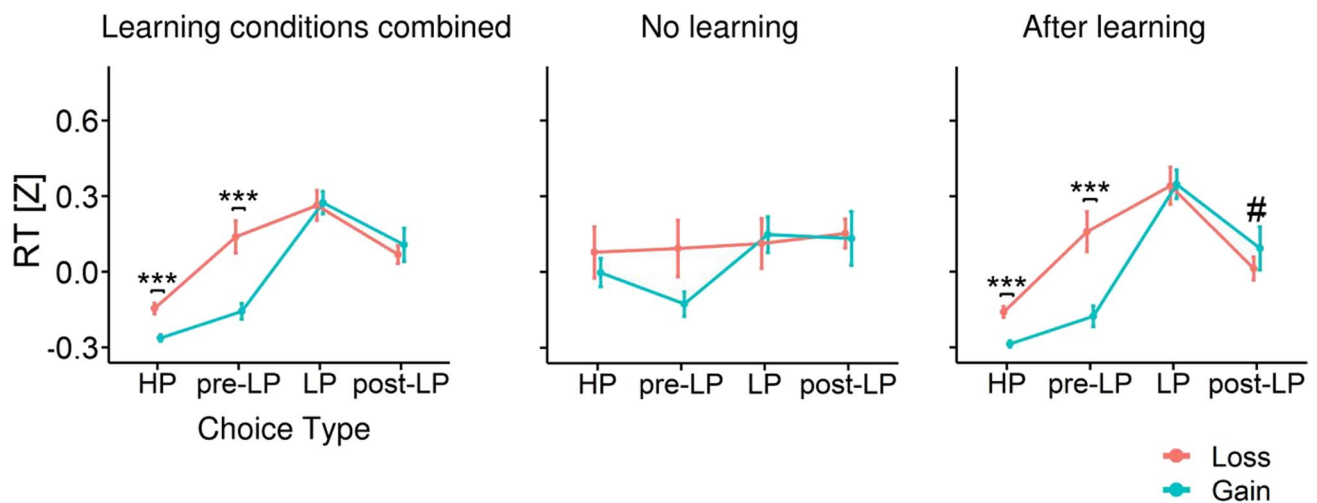 Learning conditions combined
No learning
After learning
RT [Z]
0.6
0.3
0.0
-0.3
***
***
***
***
#
HP pre-LP LP post-LP
HP pre-LP LP post-LP
HP pre-LP LP post-LP
Choice Type
Loss
Gain